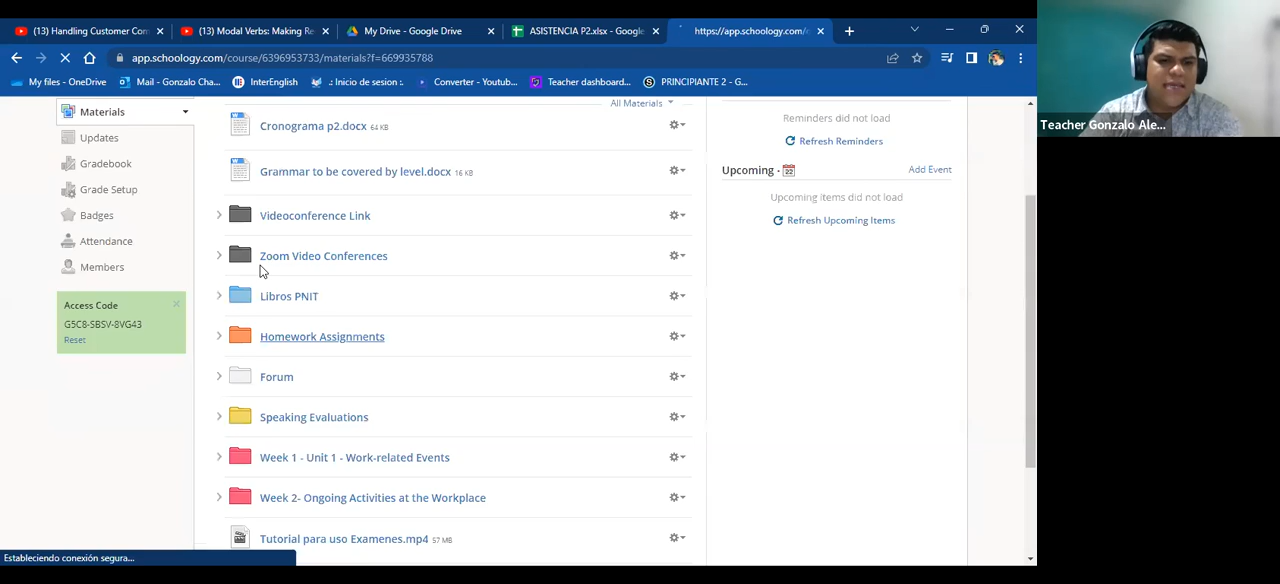 (13) Handling Customer Com
(13) Modal Verbs: Making Re
My Drive - Google Drive
ASISTENCIA P2.xlsx - Google
https://app.schoology.com/c
app.schoology.com/course/6396953733/materials?f=669935788
My files - OneDrive
Mail - Gonzalo Cha...
InterEnglish
.: Inicio de sesion :.
Converter - Youtub...
Teacher dashboard...
PRINCIPIANTE 2 - G...
Teacher Gonzalo Ale...
Materials
Updates
Gradebook
Grade Setup
Badges
Attendance
Members
Access Code
G5C8-SBSV-8VG43
Reset
All Materials
Cronograma p2.docx 64 KB
Grammar to be covered by level.docx 16 KB
Videoconference Link
Zoom Video Conferences
Libros PNIT
Homework Assignments
Forum
Speaking Evaluations
Week 1 - Unit 1 - Work-related Events
Week 2- Ongoing Activities at the Workplace
Tutorial para uso Examenes.mp4 57 MB
Reminders did not load
Refresh Reminders
Upcoming · 22 Add Event
Upcoming items did not load
Refresh Upcoming Items
Estableciendo conexión segura...